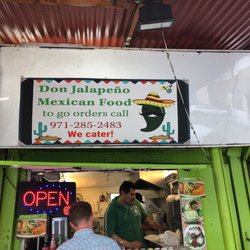 Don Jalapeño
Mexican Food
to go orders call
971-285-2483
We cater!
OPEN